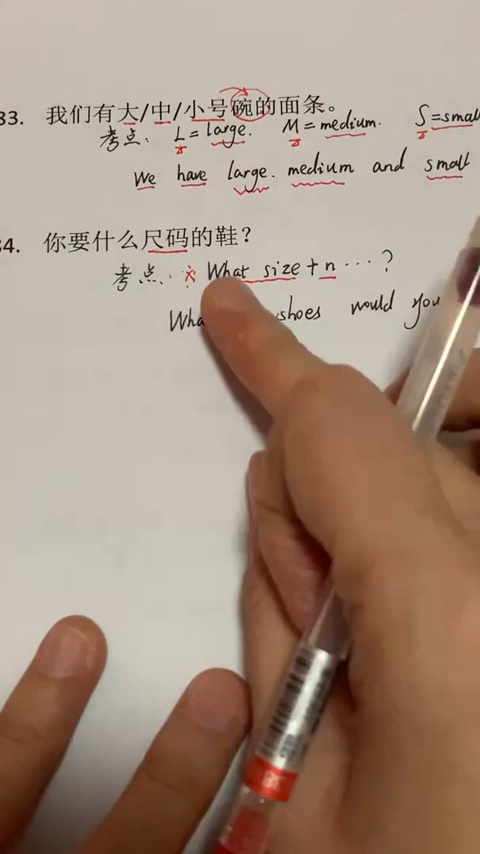 33. 我们有大/中/小号碗的面条。
考点. L = large. M = medium. S = small
We have large. medium and small
34. 你要什么尺码的鞋?
考点. ※ What size + n ...?
shoes would you